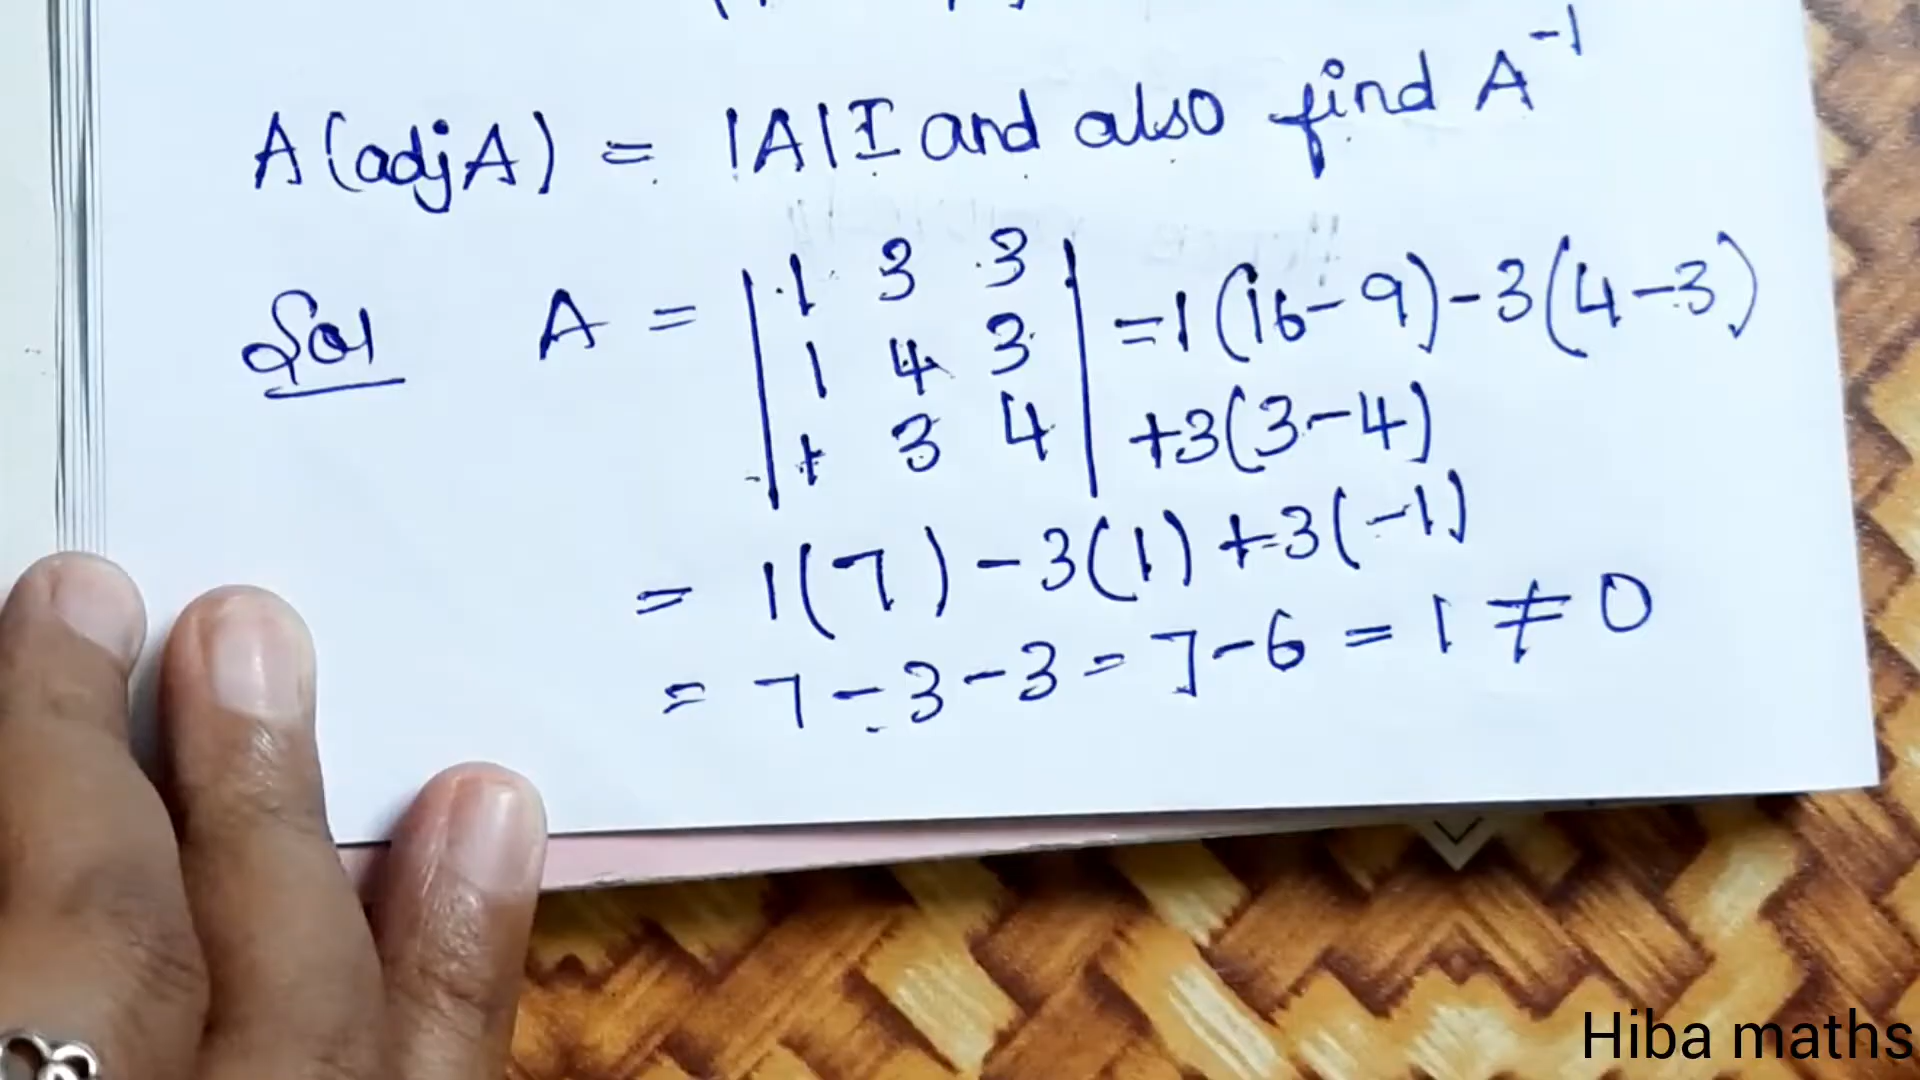 A(adjA) = |A|I and also find A⁻¹
Sol A = | 1 3 3 | = 1(16-9)-3(4-3)
| 1 4 3 |
| 1 3 4 | +3(3-4)
= 1(7) - 3(1) + 3(-1)
= 7 - 3 - 3 = 7 - 6 = 1 ≠ 0
Hiba maths